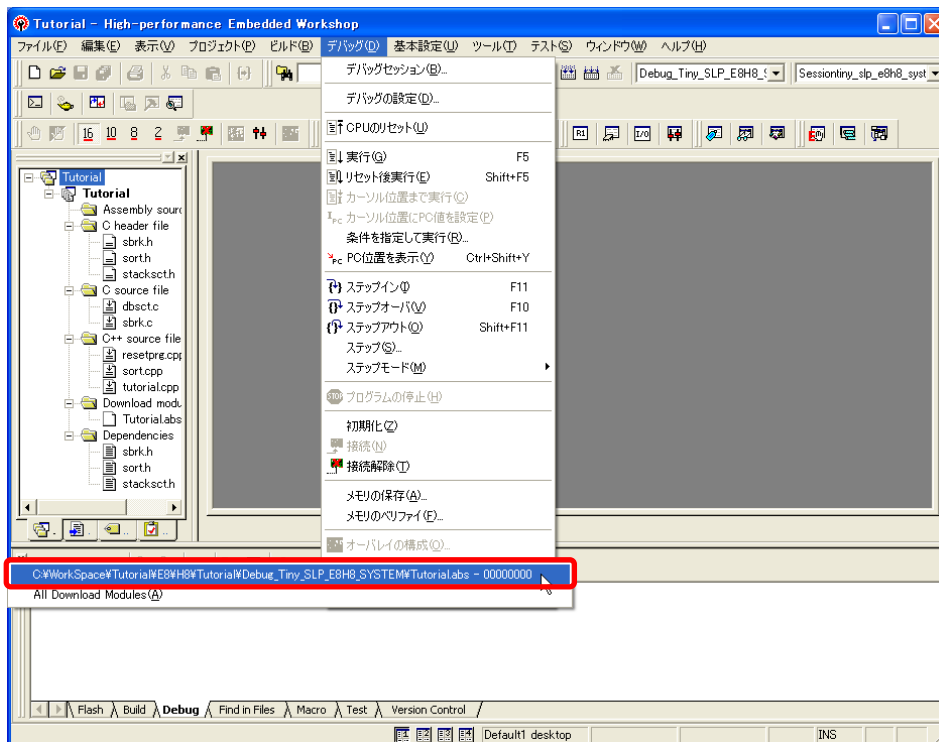 Tutorial - High-performance Embedded Workshop
ファイル(F) 編集(E) 表示(V) プロジェクト(P) ビルド(B) デバッグ(D) 基本設定(U) ツール(T) テスト(S) ウィンドウ(W) ヘルプ(H)
Debug_Tiny_SLP_E8H8_ Sessiontiny_slp_e8h8_syst
16 10 8 2
デバッグセッション(B)...
デバッグの設定(D)...
CPUのリセット(U)
実行(G) F5
リセット後実行(E) Shift+F5
カーソル位置まで実行(C)
カーソル位置にPC値を設定(P)
条件を指定して実行(R)...
PC位置を表示(Y) Ctrl+Shift+Y
ステップイン(I) F11
ステップオーバ(V) F10
ステップアウト(O) Shift+F11
ステップ(S)...
ステップモード(M)
STOP プログラムの停止(H)
初期化(Z)
接続(N)
接続解除(T)
メモリの保存(A)...
メモリのベリファイ(F)...
オーバレイの構成(O)...
Tutorial
Tutorial
Assembly sourc
C header file
sbrk.h
sort.h
stacksct.h
C source file
dbsct.c
sbrk.c
C++ source file
resetprg.cpp
sort.cpp
tutorial.cpp
Download modu
Tutorial.abs
Dependencies
sbrk.h
sort.h
stacksct.h
C:¥WorkSpace¥Tutorial¥E8¥H8¥Tutorial¥Debug_Tiny_SLP_E8H8_SYSTEM¥Tutorial.abs - 00000000
All Download Modules(A)
Flash Build Debug Find in Files Macro Test Version Control
Default1 desktop INS